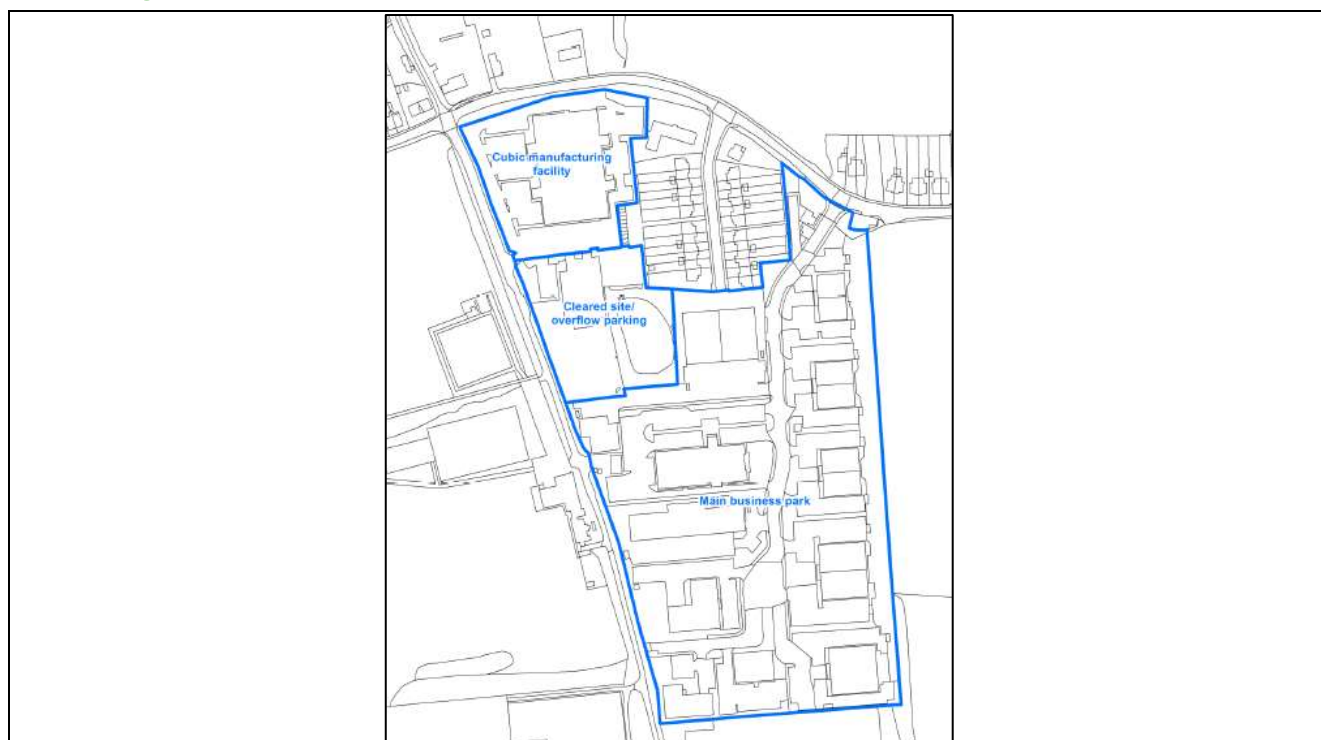 Cubic manufacturing
facility
Cleared site/
overflow parking
Main business park